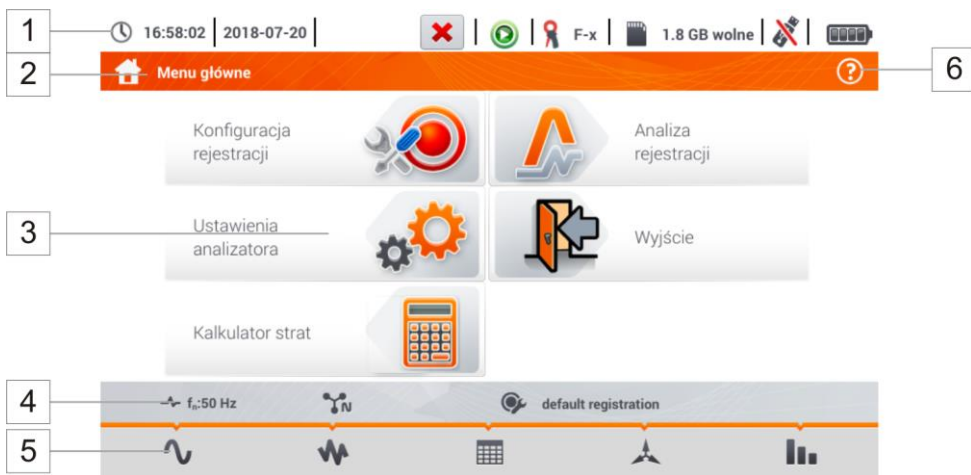 1
16:58:02 2018-07-20 F-x 1.8 GB wolne
2
Menu główne
?
6
Konfiguracja
rejestracji
Analiza
rejestracji
3
Ustawienia
analizatora
Wyjście
Kalkulator strat
4
fn:50 Hz
N
default registration
5